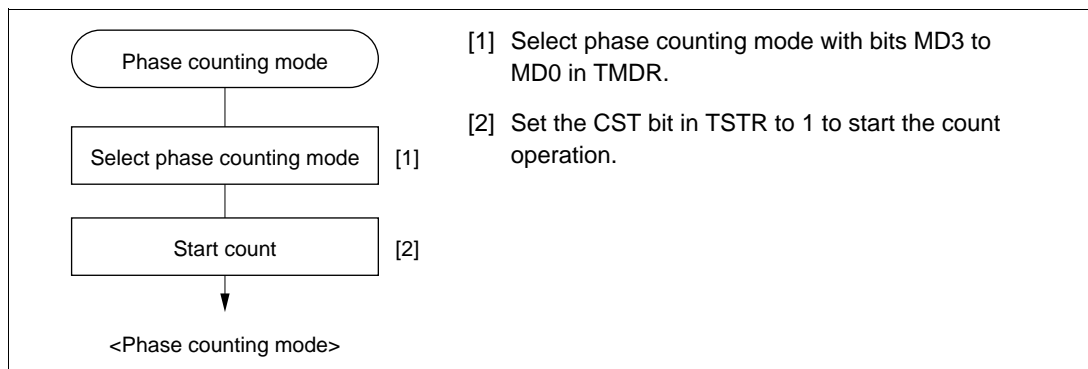 Phase counting mode
Select phase counting mode [1]
Start count [2]
<Phase counting mode>
[1] Select phase counting mode with bits MD3 to
MD0 in TMDR.
[2] Set the CST bit in TSTR to 1 to start the count
operation.